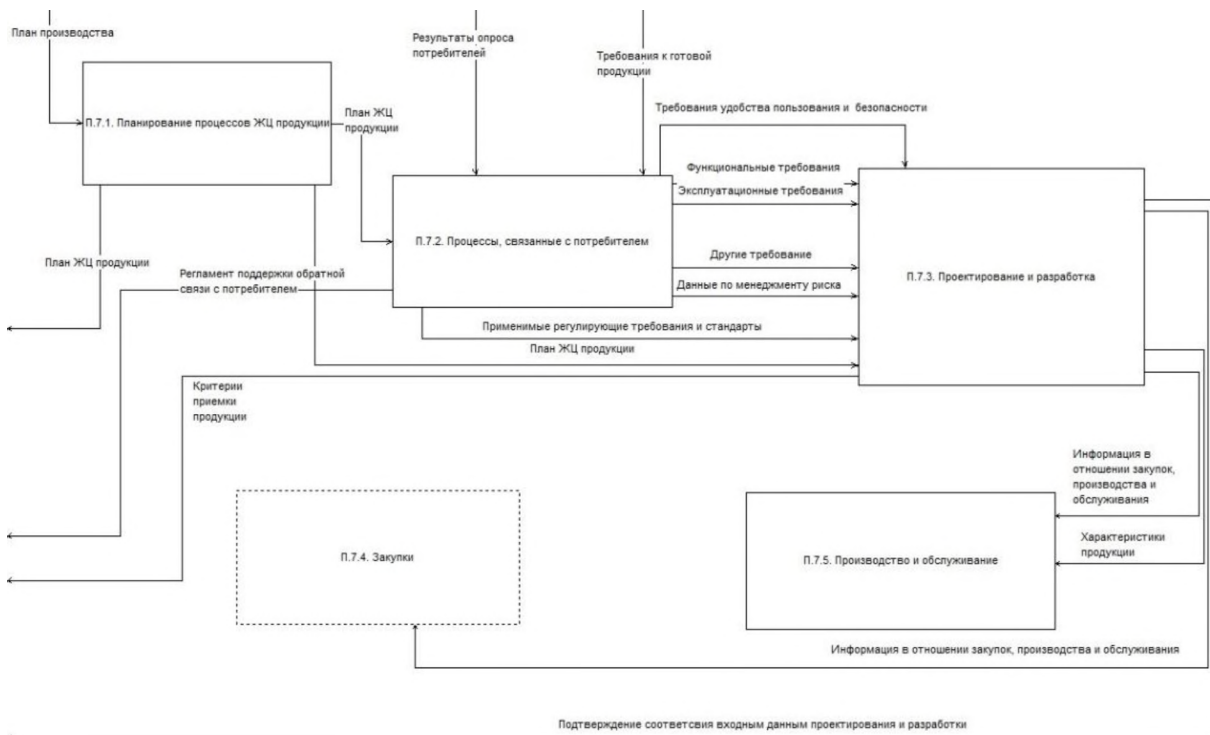 План производства
Результаты опроса
потребителей
Требования к готовой
продукции
П.7.1. Планирование процессов ЖЦ продукции
План ЖЦ
продукции
Требования удобства пользования и безопасности
Функциональные требования
Эксплуатационные требования
П.7.2. Процессы, связанные с потребителем
Другие требование
Данные по менеджменту риска
П.7.3. Проектирование и разработка
План ЖЦ продукции
Регламент поддержки обратной
связи с потребителем
Применимые регулирующие требования и стандарты
План ЖЦ продукции
Критерии
приемки
продукции
Информация в
отношении закупок,
производства и
обслуживания
П.7.4. Закупки
П.7.5. Производство и обслуживание
Характеристики
продукции
Информация в отношении закупок, производства и обслуживания
Подтверждение соответсвия входным данным проектирования и разработки